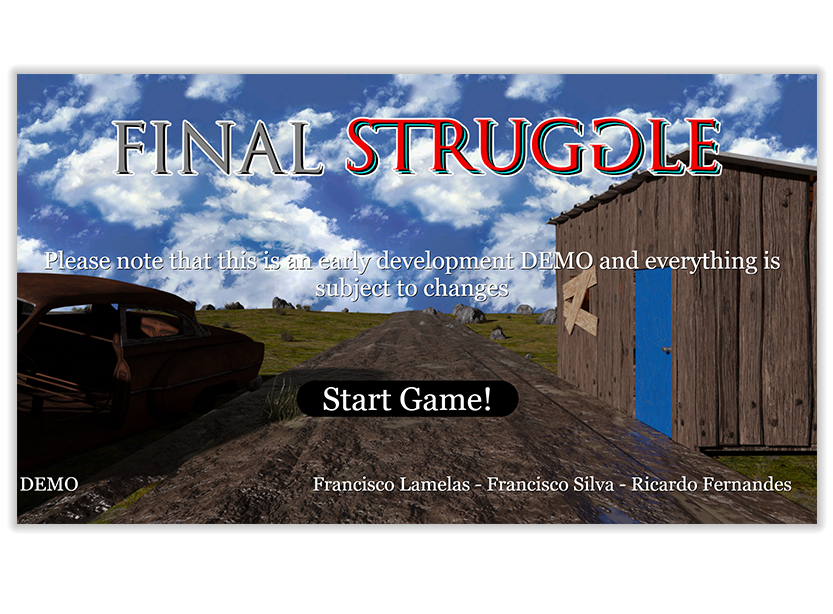 FINAL STRUGGLE
Please note that this is an early development DEMO and everything is
subject to changes
Start Game!
DEMO
Francisco Lamelas - Francisco Silva - Ricardo Fernandes